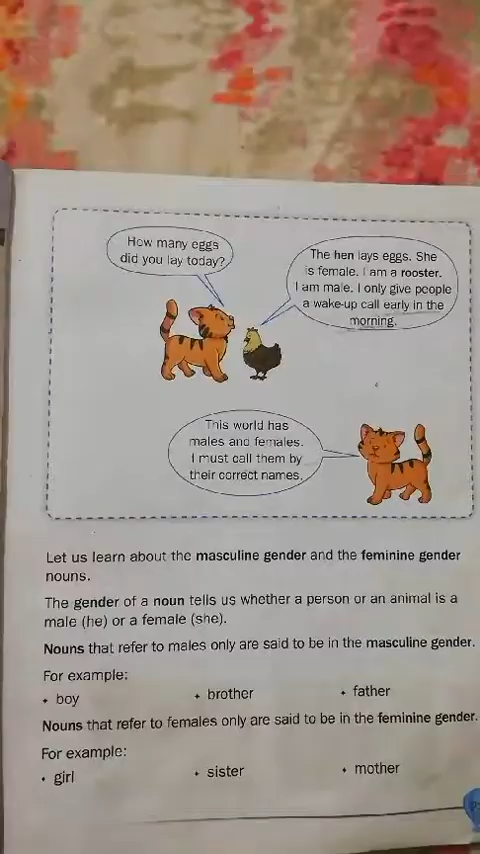 How many eggs
did you lay today?
The hen lays eggs. She
is female. I am a rooster.
I am male. I only give people
a wake-up call early in the
morning.
This world has
males and females.
I must call them by
their correct names.
Let us learn about the masculine gender and the feminine gender
nouns.
The gender of a noun tells us whether a person or an animal is a
male (he) or a female (she).
Nouns that refer to males only are said to be in the masculine gender.
For example:
• boy • brother • father
Nouns that refer to females only are said to be in the feminine gender.
For example:
• girl • sister • mother